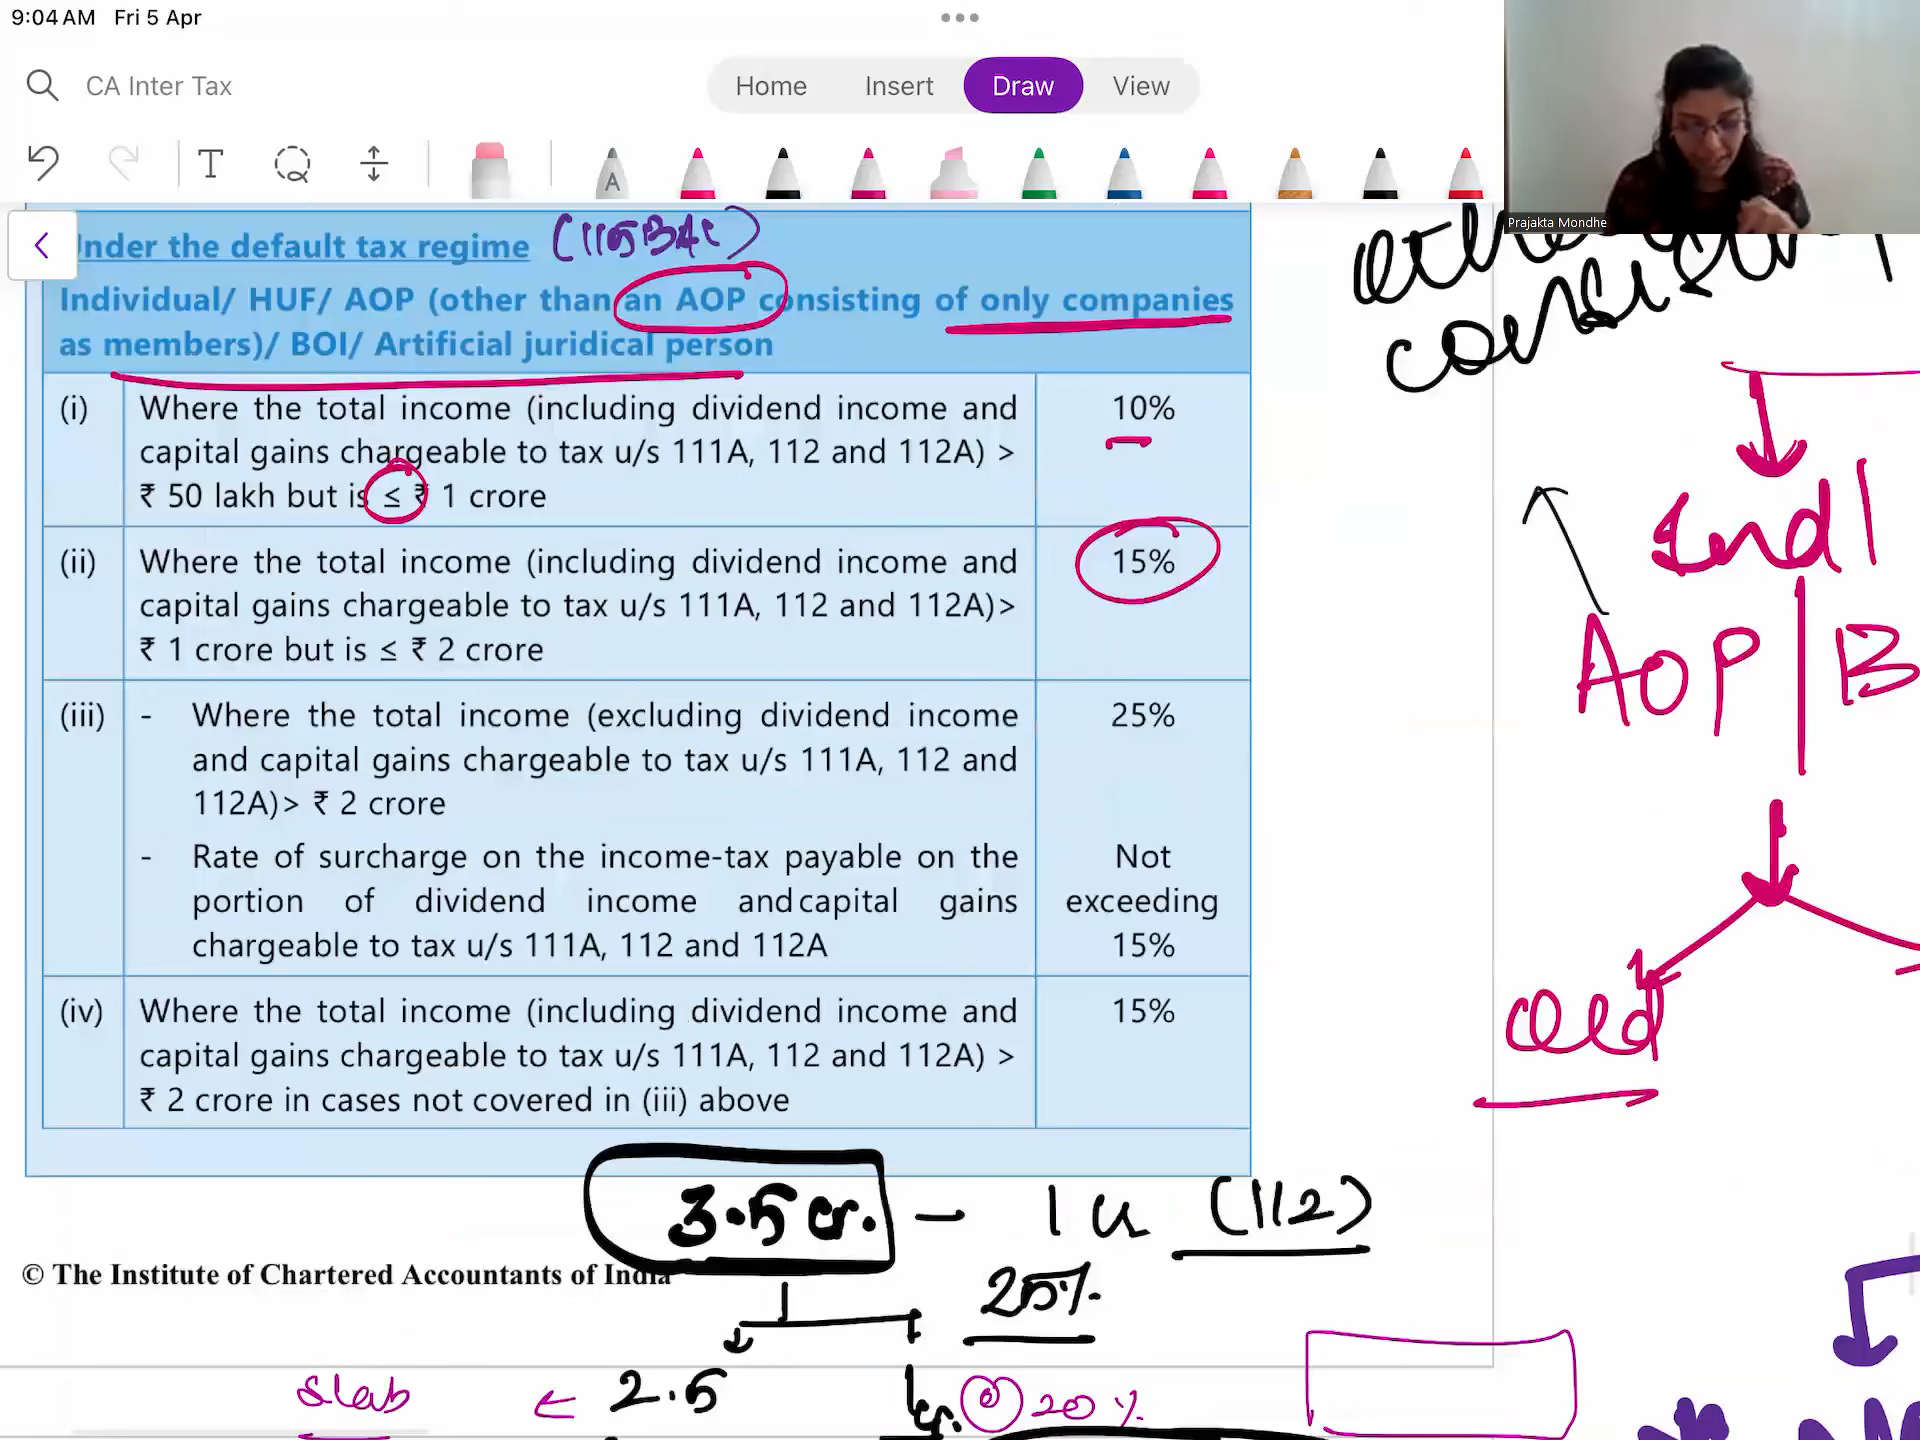 9:04 AM Fri 5 Apr
CA Inter Tax
Home Insert Draw View
A
Prajakta Mondhe
nder the default tax regime (115BAC)
Individual/ HUF/ AOP (other than an AOP consisting of only companies
as members)/ BOI/ Artificial juridical person
(i) Where the total income (including dividend income and
capital gains chargeable to tax u/s 111A, 112 and 112A) >
₹ 50 lakh but is ≤ ₹ 1 crore
10%
(ii) Where the total income (including dividend income and
capital gains chargeable to tax u/s 111A, 112 and 112A)>
₹ 1 crore but is ≤ ₹ 2 crore
15%
(iii) - Where the total income (excluding dividend income
and capital gains chargeable to tax u/s 111A, 112 and
112A)> ₹ 2 crore
25%
- Rate of surcharge on the income-tax payable on the
portion of dividend income and capital gains
chargeable to tax u/s 111A, 112 and 112A
Not
exceeding
15%
(iv) Where the total income (including dividend income and
capital gains chargeable to tax u/s 111A, 112 and 112A) >
₹ 2 crore in cases not covered in (iii) above
15%
3.5 cr. - 1 cr (112)
© The Institute of Chartered Accountants of India
slab ← 2.5
1 cr. @ 20%
Indl
AOP | B
old